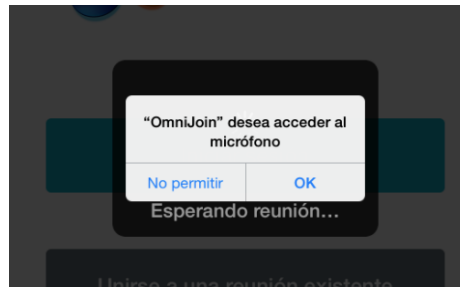 “OmniJoin” desea acceder al
micrófono
No permitir
OK
Esperando reunión...
Unirse a una reunión existente